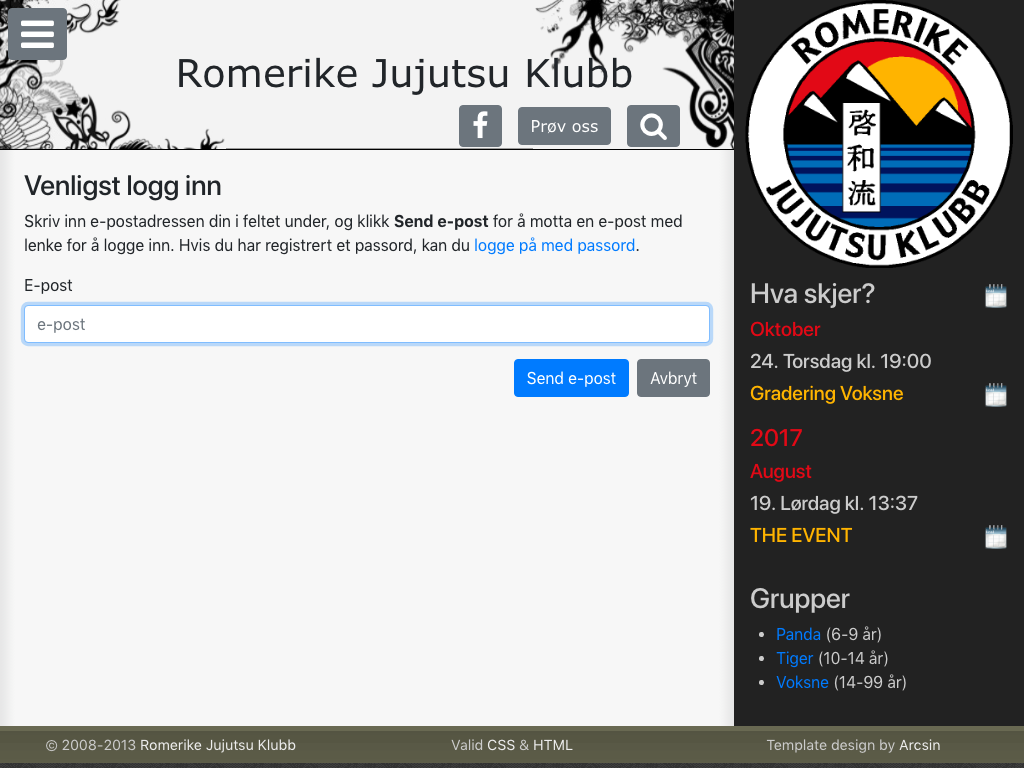 Romerike Jujutsu Klubb
Prøv oss
Venligst logg inn
Skriv inn e-postadressen din i feltet under, og klikk Send e-post for å motta en e-post med
lenke for å logge inn. Hvis du har registrert et passord, kan du logge på med passord.
E-post
e-post
Send e-post
Avbryt
ROMERIKE
啓
和
流
JUJUTSU KLUBB
Hva skjer?
Oktober
24. Torsdag kl. 19:00
Gradering Voksne
2017
August
19. Lørdag kl. 13:37
THE EVENT
Grupper
Panda (6-9 år)
Tiger (10-14 år)
Voksne (14-99 år)
© 2008-2013 Romerike Jujutsu Klubb
Valid CSS & HTML
Template design by Arcsin